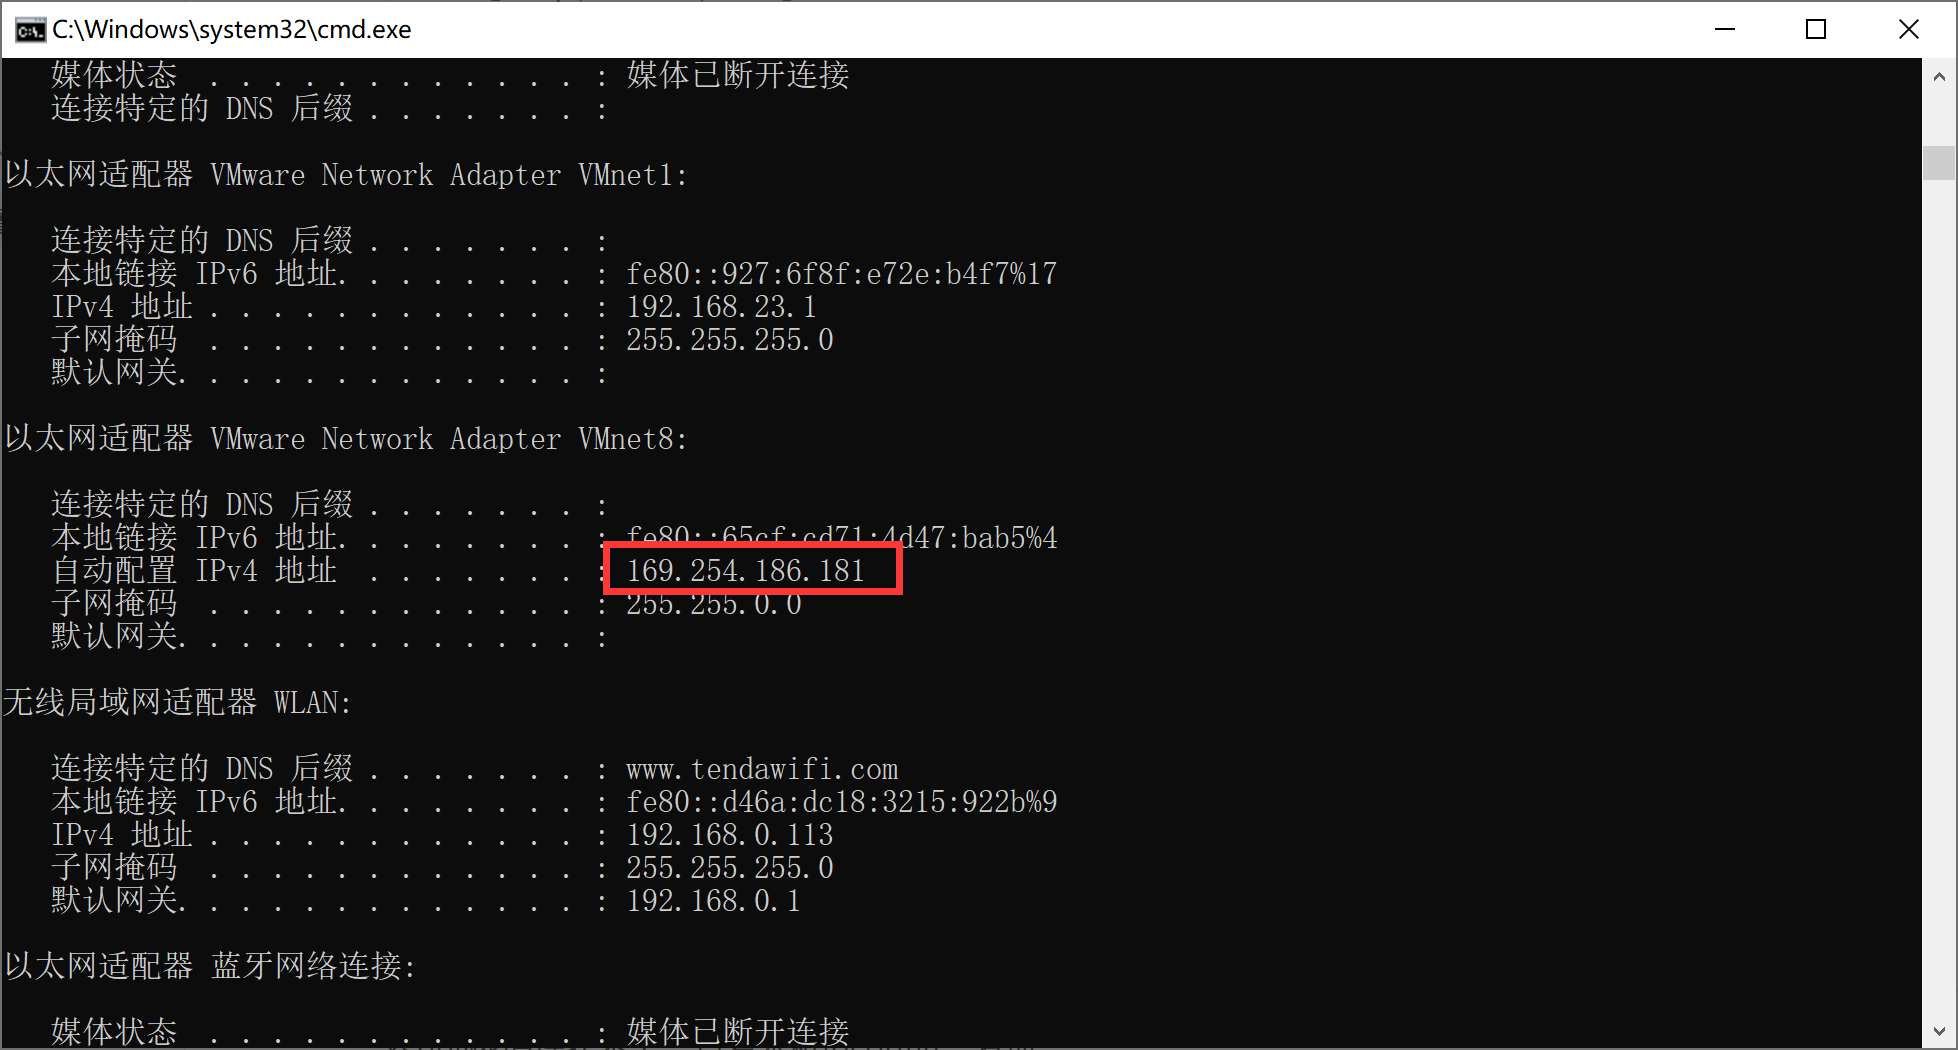 C:\Windows\system32\cmd.exe
媒体状态 . . . . . . . . . . . . : 媒体已断开连接
连接特定的 DNS 后缀 . . . . . . . :
以太网适配器 VMware Network Adapter VMnet1:
连接特定的 DNS 后缀 . . . . . . . :
本地链接 IPv6 地址. . . . . . . . : fe80::927:6f8f:e72e:b4f7%17
IPv4 地址 . . . . . . . . . . . . : 192.168.23.1
子网掩码 . . . . . . . . . . . . : 255.255.255.0
默认网关. . . . . . . . . . . . . :
以太网适配器 VMware Network Adapter VMnet8:
连接特定的 DNS 后缀 . . . . . . . :
本地链接 IPv6 地址. . . . . . . . : fe80::65cf:cd71:4d47:bab5%4
自动配置 IPv4 地址 . . . . . . . : 169.254.186.181
子网掩码 . . . . . . . . . . . . : 255.255.0.0
默认网关. . . . . . . . . . . . . :
无线局域网适配器 WLAN:
连接特定的 DNS 后缀 . . . . . . . : www.tendawifi.com
本地链接 IPv6 地址. . . . . . . . : fe80::d46a:dc18:3215:922b%9
IPv4 地址 . . . . . . . . . . . . : 192.168.0.113
子网掩码 . . . . . . . . . . . . : 255.255.255.0
默认网关. . . . . . . . . . . . . : 192.168.0.1
以太网适配器 蓝牙网络连接:
媒体状态 . . . . . . . . . . . . : 媒体已断开连接